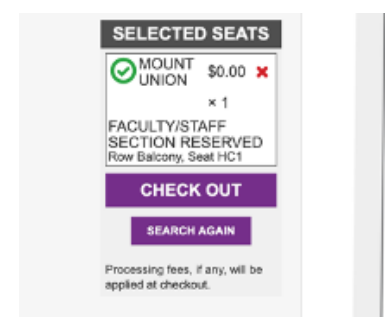 SELECTED SEATS
MOUNT $0.00
UNION
× 1
FACULTY/STAFF
SECTION RESERVED
Row Balcony, Seat HC1
CHECK OUT
SEARCH AGAIN
Processing fees, if any, will be
applied at checkout.